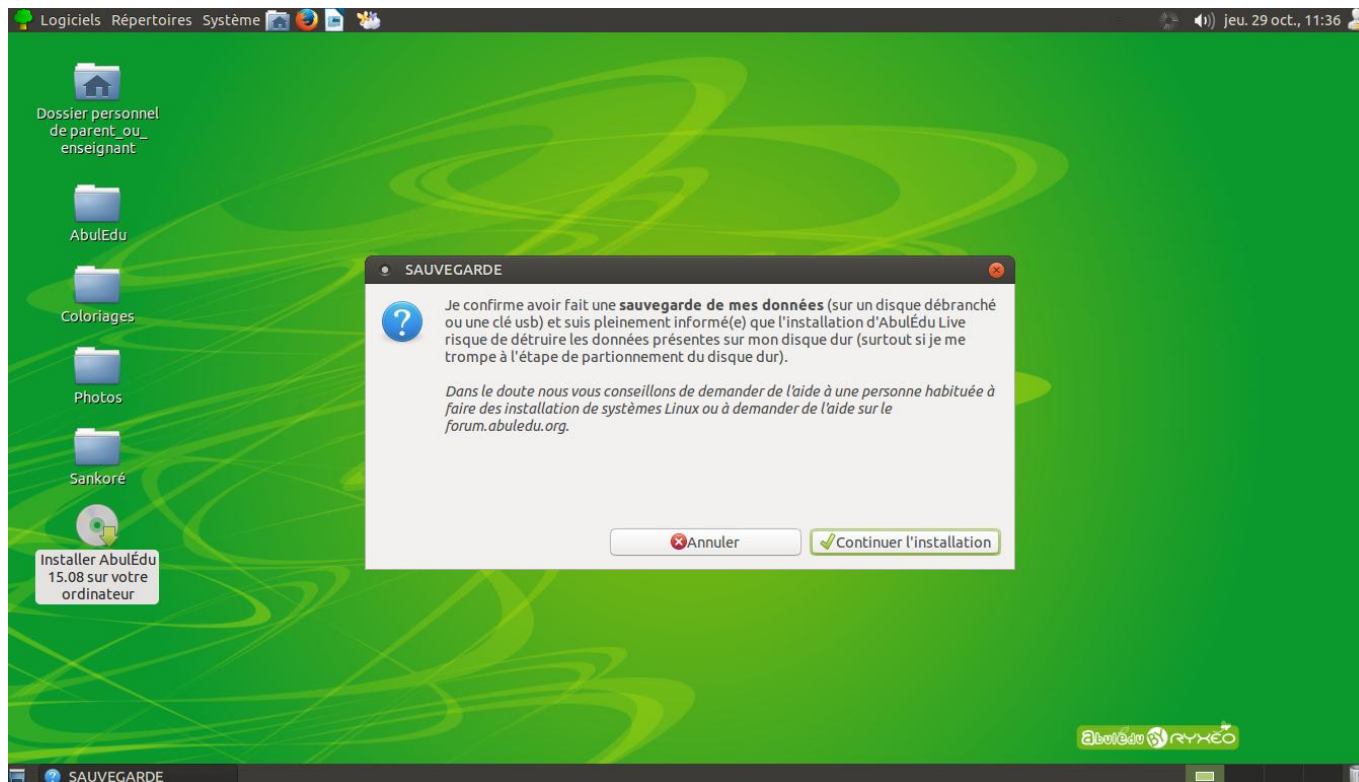 Logiciels Répertoires Système
jeu. 29 oct., 11:36
Dossier personnel
de parent_ou_
enseignant
AbulEdu
Coloriages
Photos
Sankoré
Installer AbulÉdu
15.08 sur votre
ordinateur
SAUVEGARDE
Je confirme avoir fait une sauvegarde de mes données (sur un disque débranché
ou une clé usb) et suis pleinement informé(e) que l'installation d'AbulÉdu Live
risque de détruire les données présentes sur mon disque dur (surtout si je me
trompe à l'étape de partionnement du disque dur).
Dans le doute nous vous conseillons de demander de l'aide à une personne habituée à
faire des installation de systèmes Linux ou à demander de l'aide sur le
forum.abuledu.org.
Annuler
Continuer l'installation
abulédu BY RYXEO
SAUVEGARDE